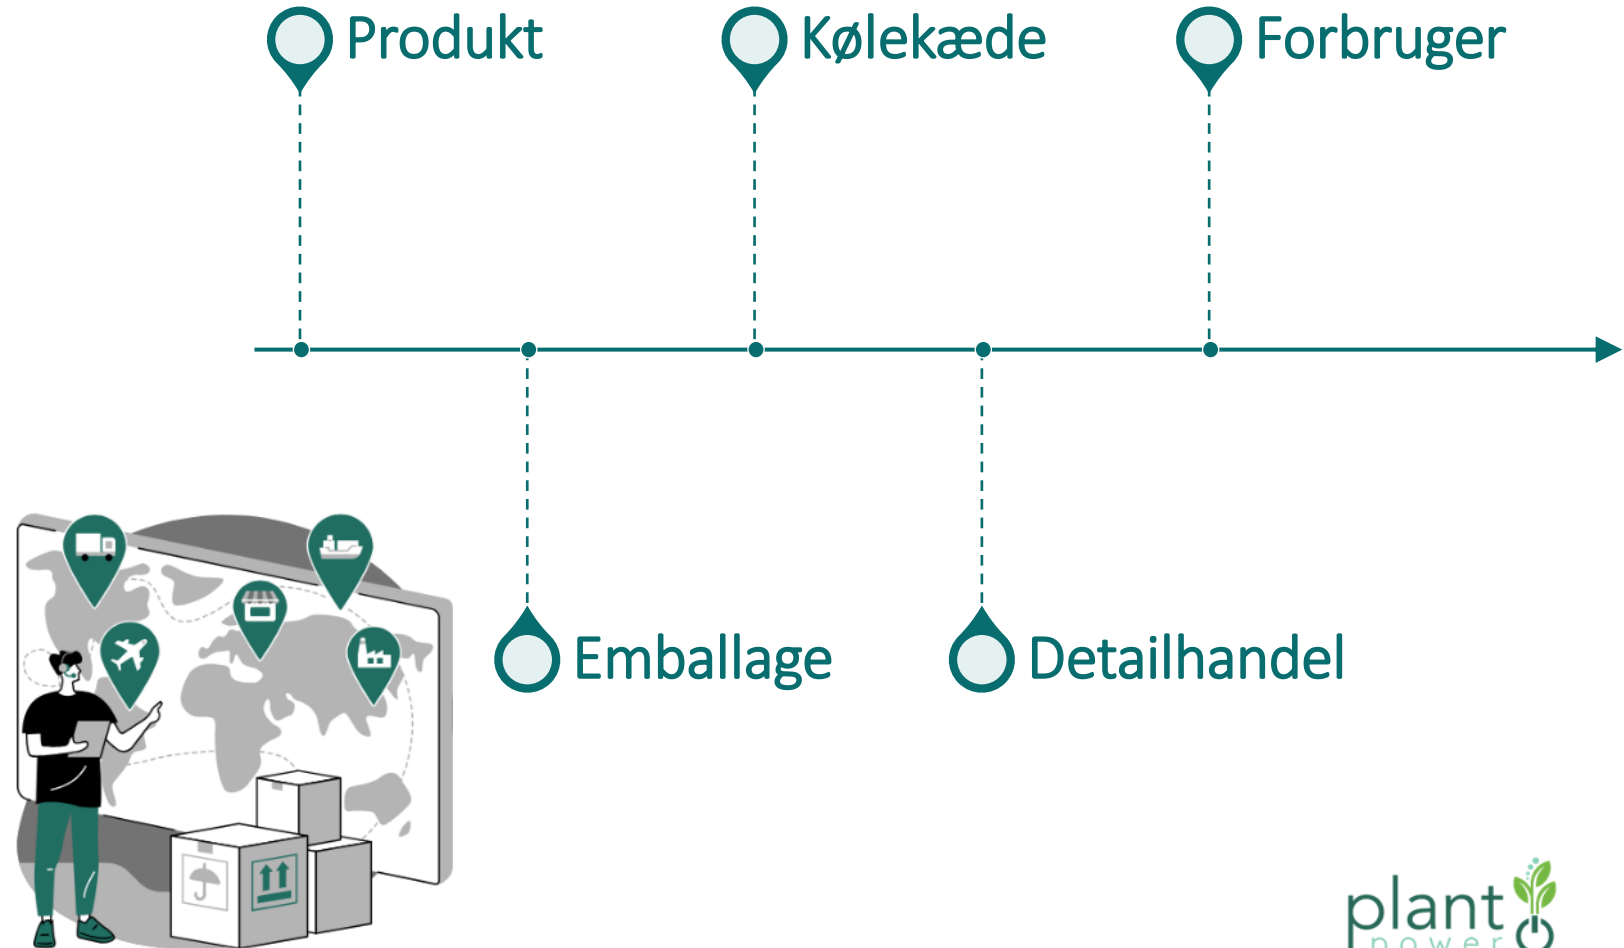 Produkt
Kølekæde
Forbruger
Emballage
Detailhandel
plant
power